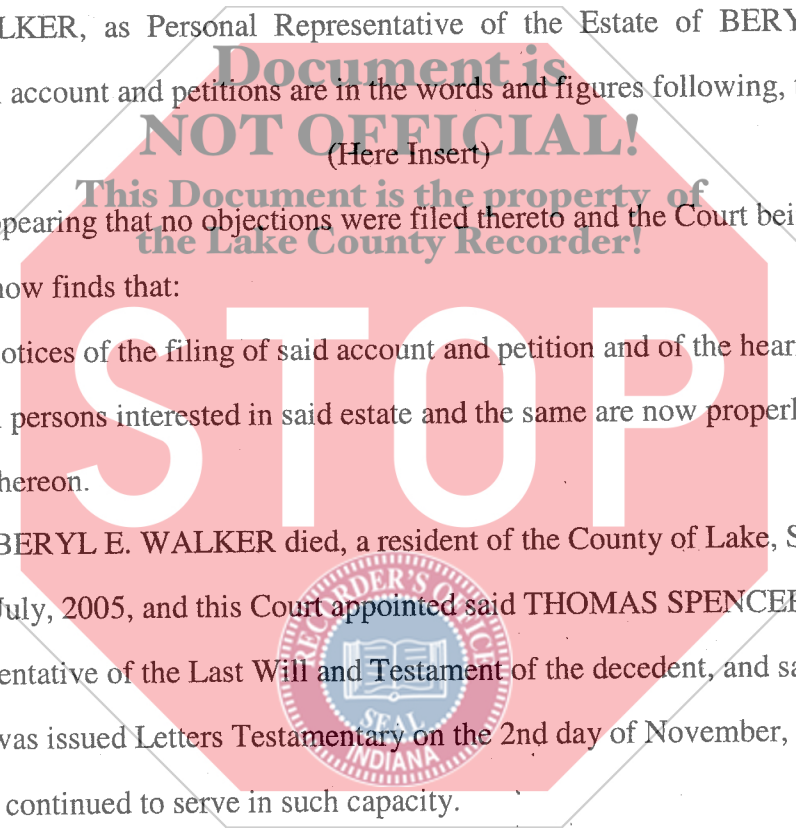 LKER, as Personal Representative of the Estate of BERY
Document is
account and petitions are in the words and figures following,
NOT OFFICIAL!
(Here Insert)
This Document is the property of
ppearing that no objections were filed thereto and the Court bei
the Lake County Recorder!
now finds that:
otices of the filing of said account and petition and of the hear
persons interested in said estate and the same are now properl
hereon.
STOP
BERYL E. WALKER died, a resident of the County of Lake, S
July, 2005, and this Court appointed said THOMAS SPENCER
entative of the Last Will and Testament of the decedent, and sa
was issued Letters Testamentary on the 2nd day of November,
continued to serve in such capacity.
RECORDER'S OFFICE
SEAL
INDIANA